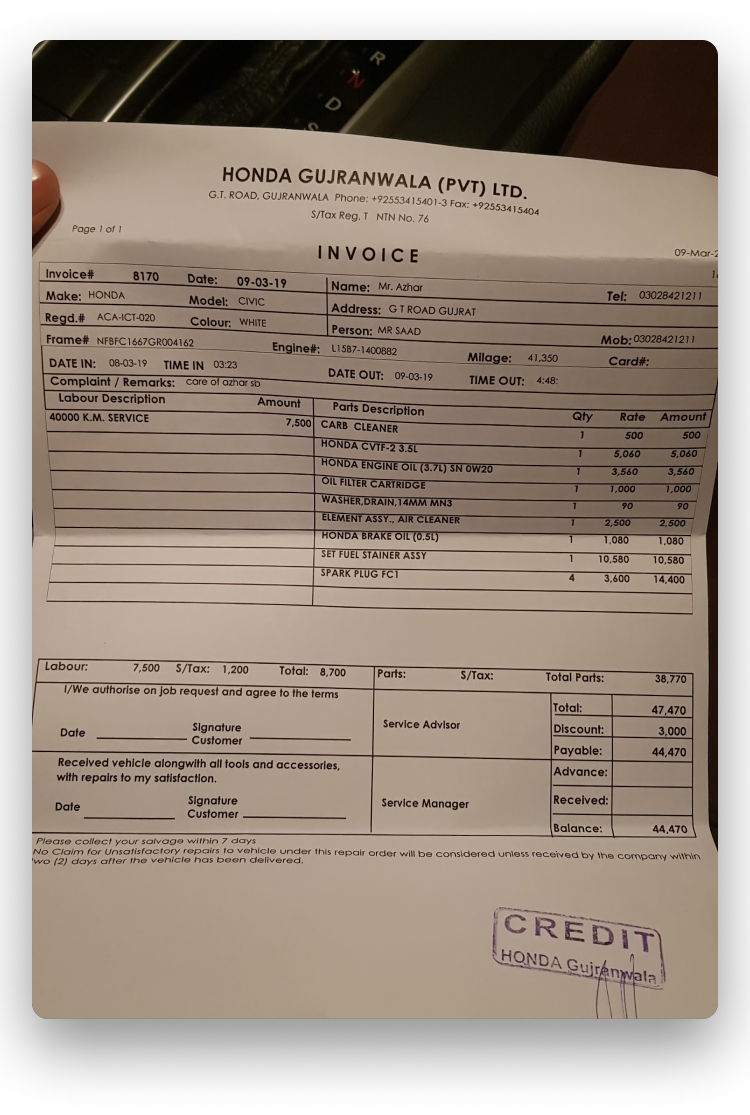 R
N
D
S
HONDA GUJRANWALA (PVT) LTD.
G.T. ROAD, GUJRANWALA Phone: +92553415401-3 Fax: +92553415404
S/Tax Reg. T NTN No. 76
Page 1 of 1
INVOICE
09-Mar-2
Invoice# 8170 Date: 09-03-19 Name: Mr. Azhar Tel: 03028421211
Make: HONDA Model: CIVIC Address: G T ROAD GUJRAT
Regd.# ACA-ICT-020 Colour: WHITE Person: MR SAAD Mob: 03028421211
Frame# NFBFC1667GR004162 Engine#: L15B7-1400882 Milage: 41,350 Card#:
DATE IN: 08-03-19 TIME IN 03:23 DATE OUT: 09-03-19 TIME OUT: 4:48:
Complaint / Remarks: care of azhar sb
Labour Description Amount Parts Description Qty Rate Amount
40000 K.M. SERVICE 7,500 CARB CLEANER 1 500 500
HONDA CVTF-2 3.5L 1 5,060 5,060
HONDA ENGINE OIL (3.7L) SN 0W20 1 3,560 3,560
OIL FILTER CARTRIDGE 1 1,000 1,000
WASHER,DRAIN,14MM MN3 1 90 90
ELEMENT ASSY., AIR CLEANER 1 2,500 2,500
HONDA BRAKE OIL (0.5L) 1 1,080 1,080
SET FUEL STAINER ASSY 1 10,580 10,580
SPARK PLUG FC1 4 3,600 14,400
Labour: 7,500 S/Tax: 1,200 Total: 8,700 Parts: S/Tax: Total Parts: 38,770
I/We authorise on job request and agree to the terms
Total: 47,470
Date Signature Customer Service Advisor Discount: 3,000
Payable: 44,470
Received vehicle alongwith all tools and accessories,
with repairs to my satisfaction.
Advance:
Date Signature Customer Service Manager Received:
Balance: 44,470
Please collect your salvage within 7 days
No Claim for Unsatisfactory repairs to vehicle under this repair order will be considered unless received by the company within
wo (2) days after the vehicle has been delivered.
CREDIT
HONDA Gujranwala